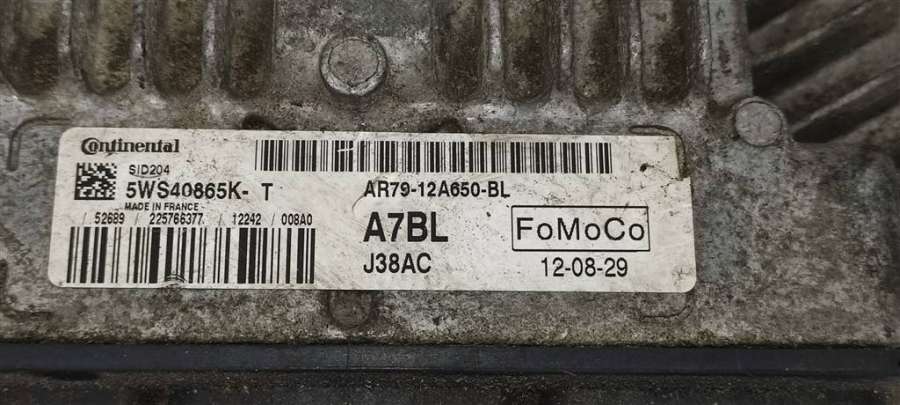 Continental
SID204
5WS40865K- T
MADE IN FRANCE
/ 52689 / 225766377 / 12242 / 008A0
AR79-12A650-BL
A7BL
FoMoCo
J38AC
12-08-29